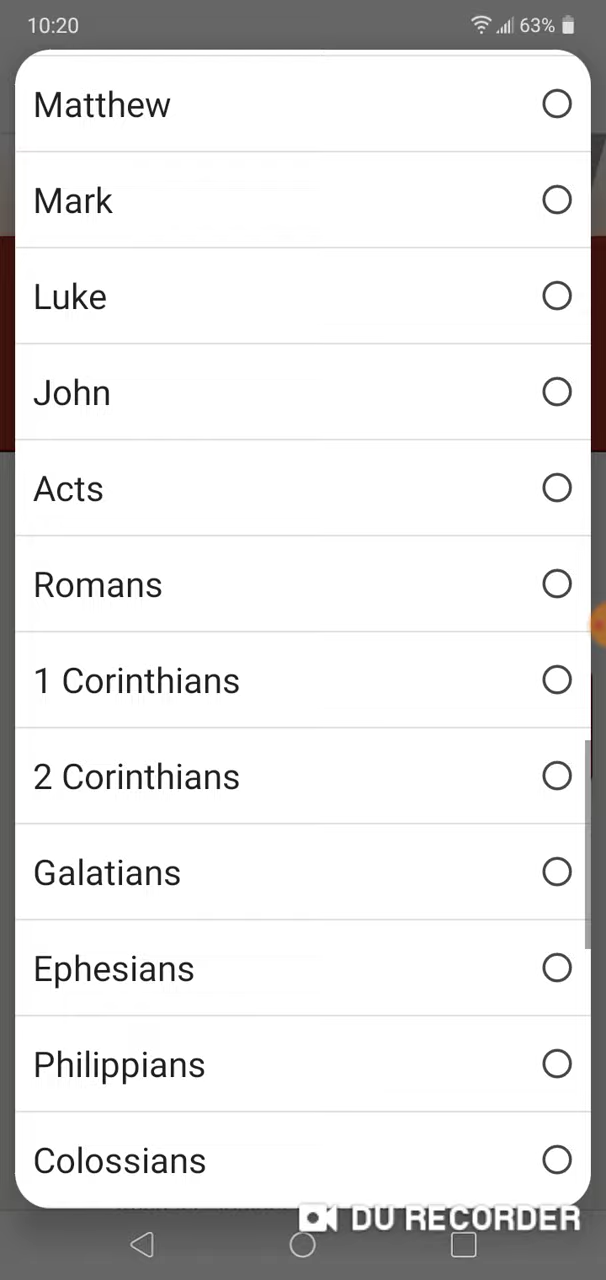 10:20
63%
Matthew
Mark
Luke
John
Acts
Romans
1 Corinthians
2 Corinthians
Galatians
Ephesians
Philippians
Colossians
DU RECORDER